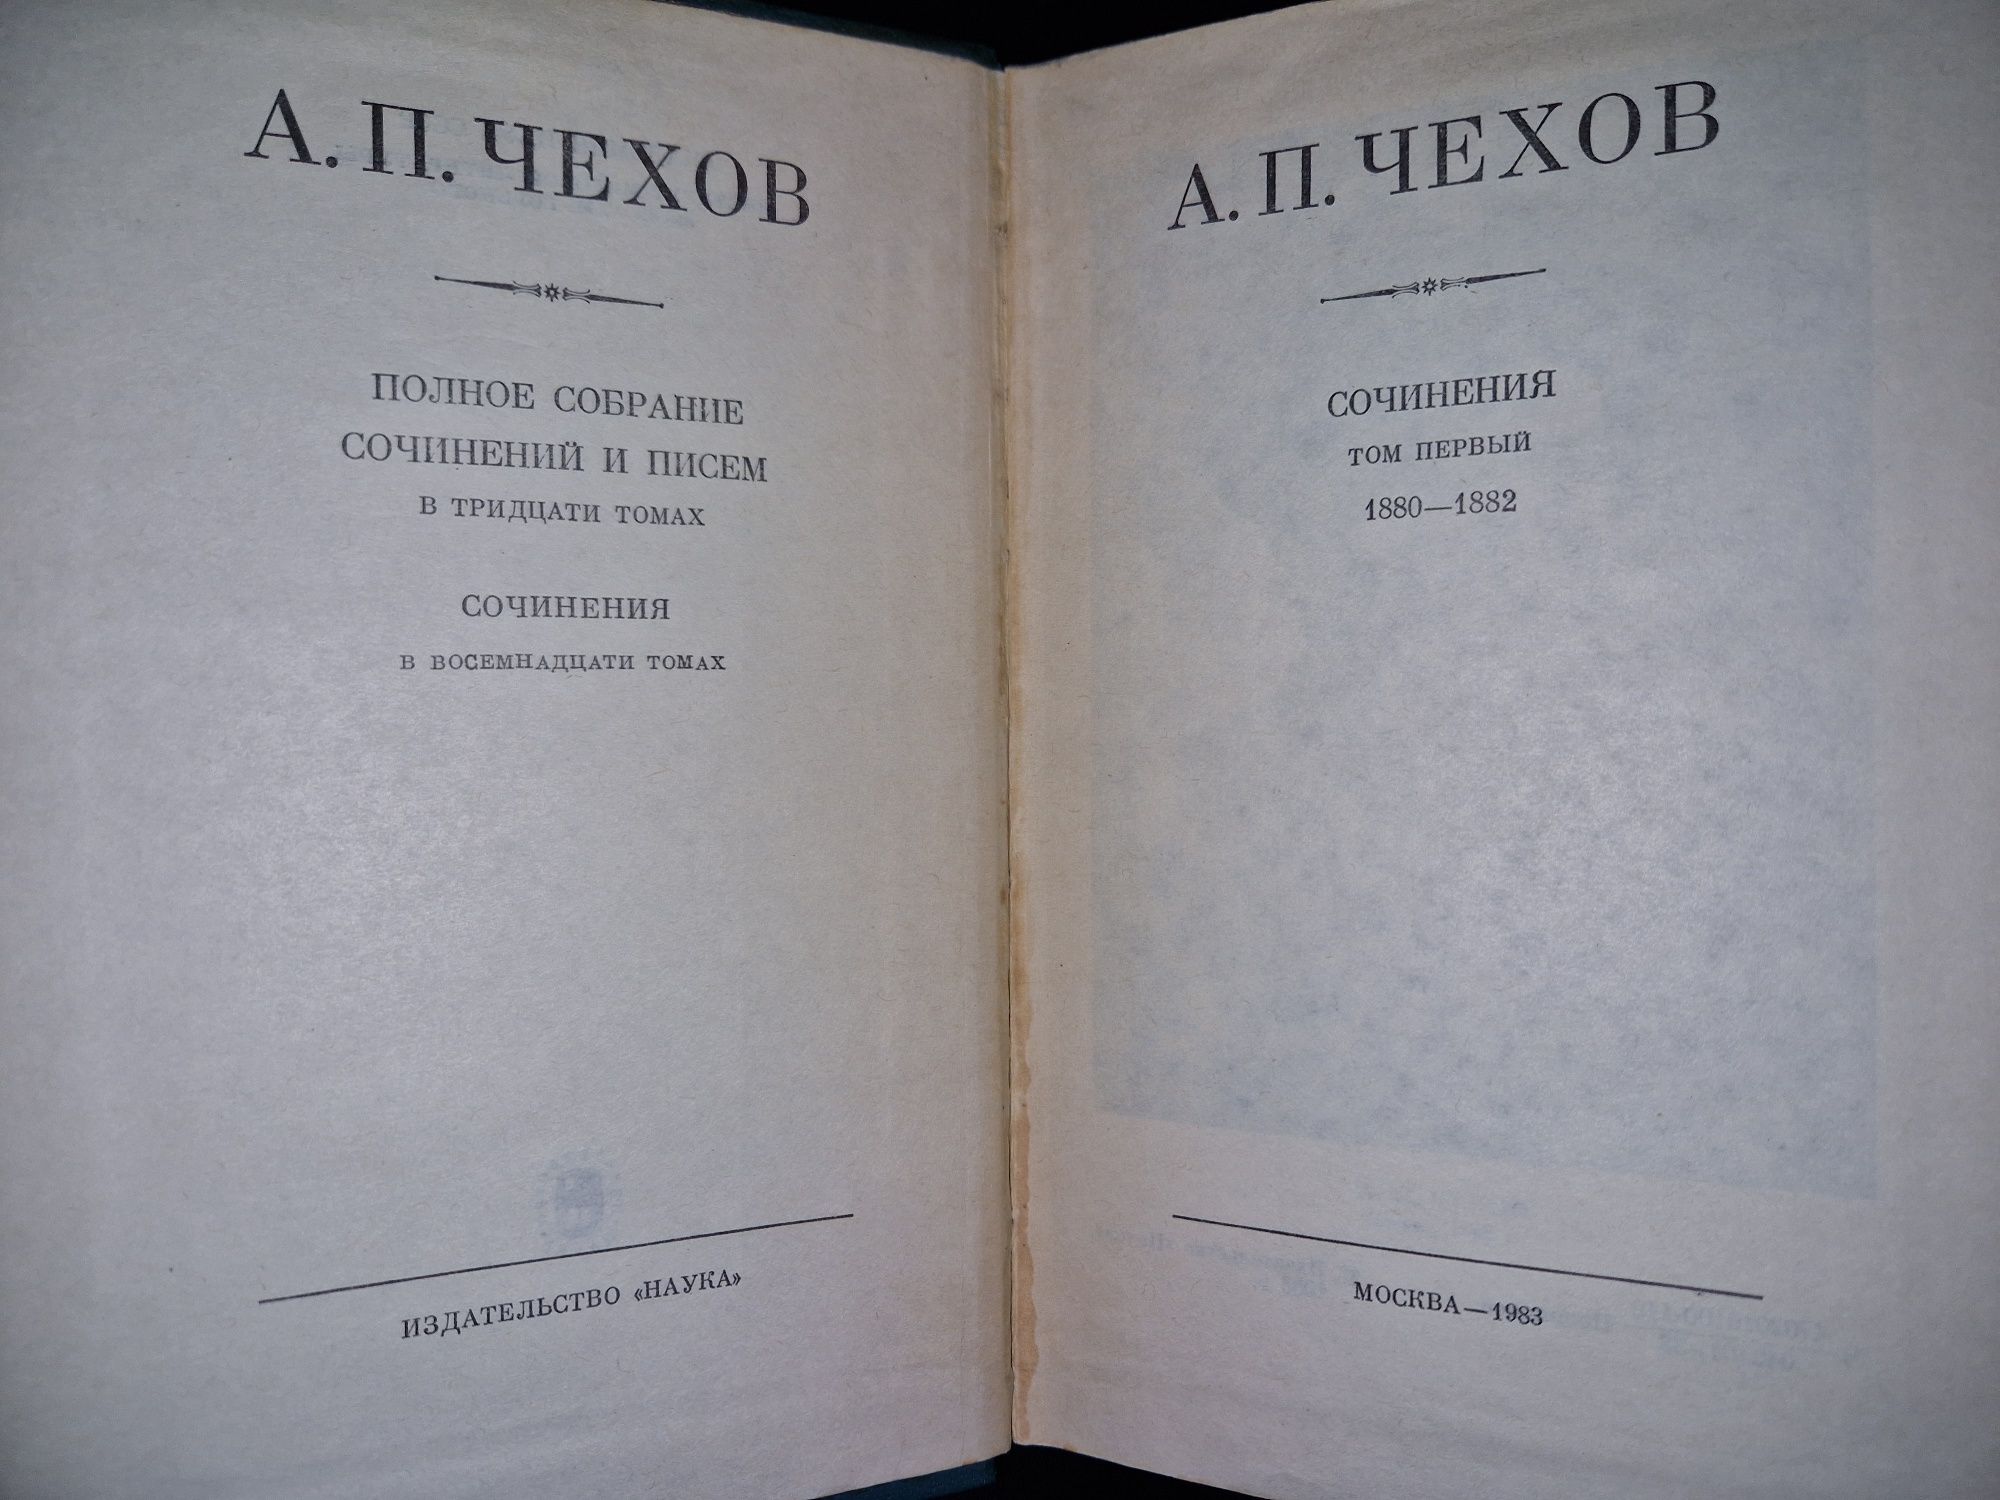 А. П. ЧЕХОВ
ПОЛНОЕ СОБРАНИЕ
СОЧИНЕНИЙ И ПИСЕМ
В ТРИДЦАТИ ТОМАХ
СОЧИНЕНИЯ
В ВОСЕМНАДЦАТИ ТОМАХ
ИЗДАТЕЛЬСТВО «НАУКА»
А. П. ЧЕХОВ
СОЧИНЕНИЯ
ТОМ ПЕРВЫЙ
1880—1882
МОСКВА—1983